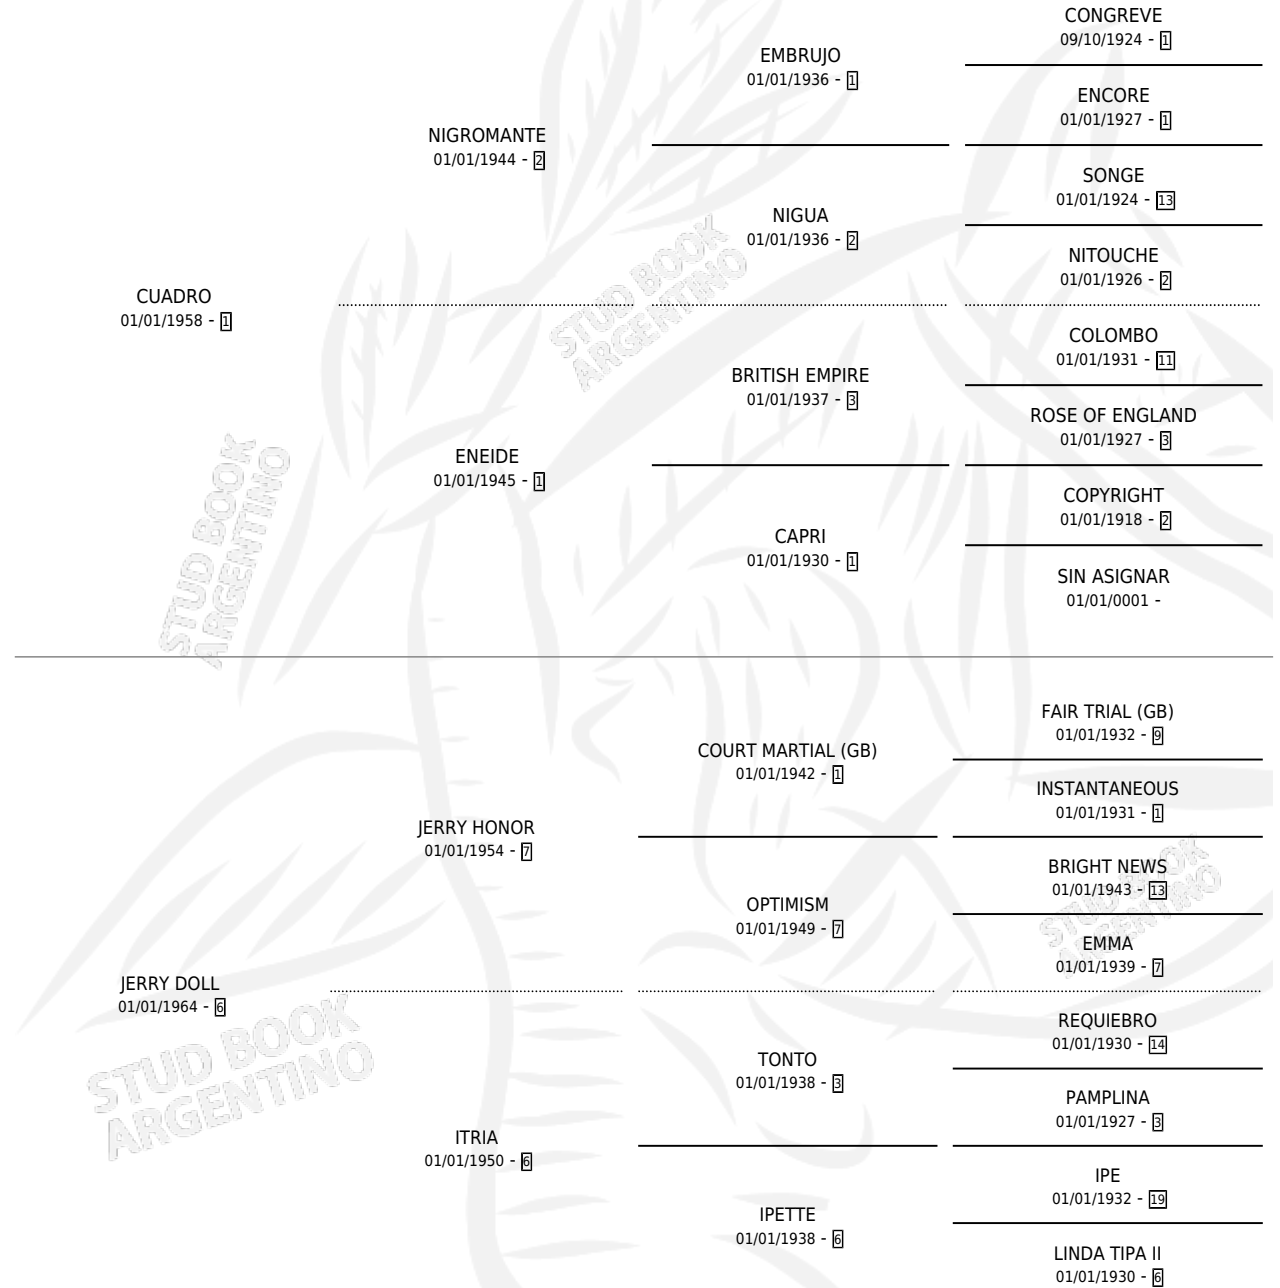 CONGREVE
09/10/1924 - 1
EMBRUJO
01/01/1936 - 1
ENCORE
01/01/1927 - 1
NIGROMANTE
01/01/1944 - 2
SONGE
01/01/1924 - 13
NIGUA
01/01/1936 - 2
NITOUCHE
01/01/1926 - 2
CUADRO
01/01/1958 - 1
COLOMBO
01/01/1931 - 11
BRITISH EMPIRE
01/01/1937 - 3
ROSE OF ENGLAND
01/01/1927 - 3
ENEIDE
01/01/1945 - 1
COPYRIGHT
01/01/1918 - 2
CAPRI
01/01/1930 - 1
SIN ASIGNAR
01/01/0001 -
FAIR TRIAL (GB)
01/01/1932 - 9
COURT MARTIAL (GB)
01/01/1942 - 1
INSTANTANEOUS
01/01/1931 - 1
JERRY HONOR
01/01/1954 - 7
BRIGHT NEWS
01/01/1943 - 13
OPTIMISM
01/01/1949 - 7
EMMA
01/01/1939 - 7
JERRY DOLL
01/01/1964 - 6
REQUIEBRO
01/01/1930 - 14
TONTO
01/01/1938 - 3
PAMPLINA
01/01/1927 - 3
ITRIA
01/01/1950 - 6
IPE
01/01/1932 - 19
IPETTE
01/01/1938 - 6
LINDA TIPA II
01/01/1930 - 6
STUD BOOK
ARGENTINO
STUD BOOK
ARGENTINO
STUD BOOK
ARGENTINO
STUD BOOK
ARGENTINO